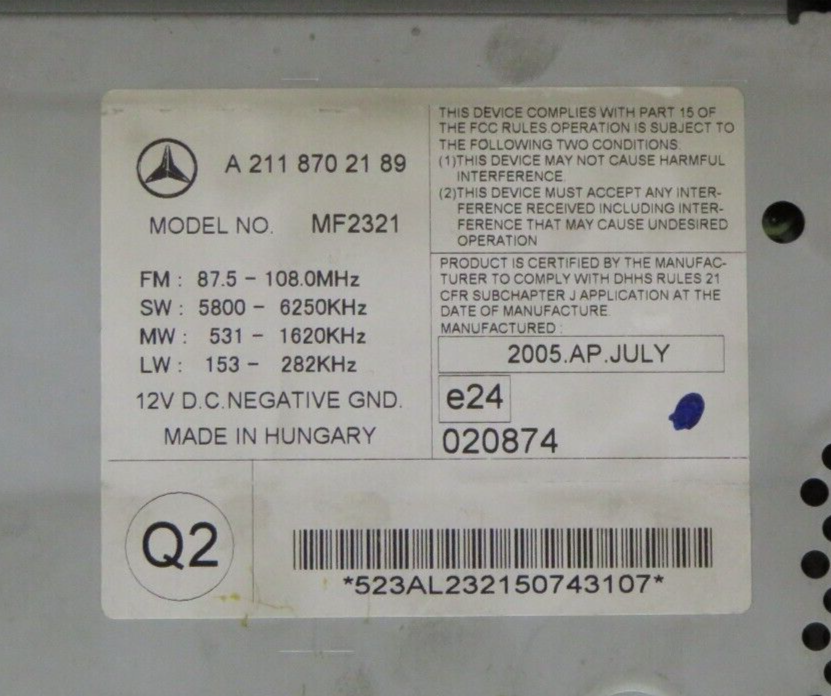 A 211 870 21 89
MODEL NO. MF2321
FM : 87.5 – 108.0MHz
SW : 5800 – 6250KHz
MW : 531 – 1620KHz
LW : 153 – 282KHz
12V D.C.NEGATIVE GND.
MADE IN HUNGARY
THIS DEVICE COMPLIES WITH PART 15 OF
THE FCC RULES.OPERATION IS SUBJECT TO
THE FOLLOWING TWO CONDITIONS:
(1)THIS DEVICE MAY NOT CAUSE HARMFUL
INTERFERENCE.
(2)THIS DEVICE MUST ACCEPT ANY INTER-
FERENCE RECEIVED INCLUDING INTER-
FERENCE THAT MAY CAUSE UNDESIRED
OPERATION
PRODUCT IS CERTIFIED BY THE MANUFAC-
TURER TO COMPLY WITH DHHS RULES 21
CFR SUBCHAPTER J APPLICATION AT THE
DATE OF MANUFACTURE.
MANUFACTURED :
2005.AP.JULY
e24
020874
Q2
*523AL232150743107*